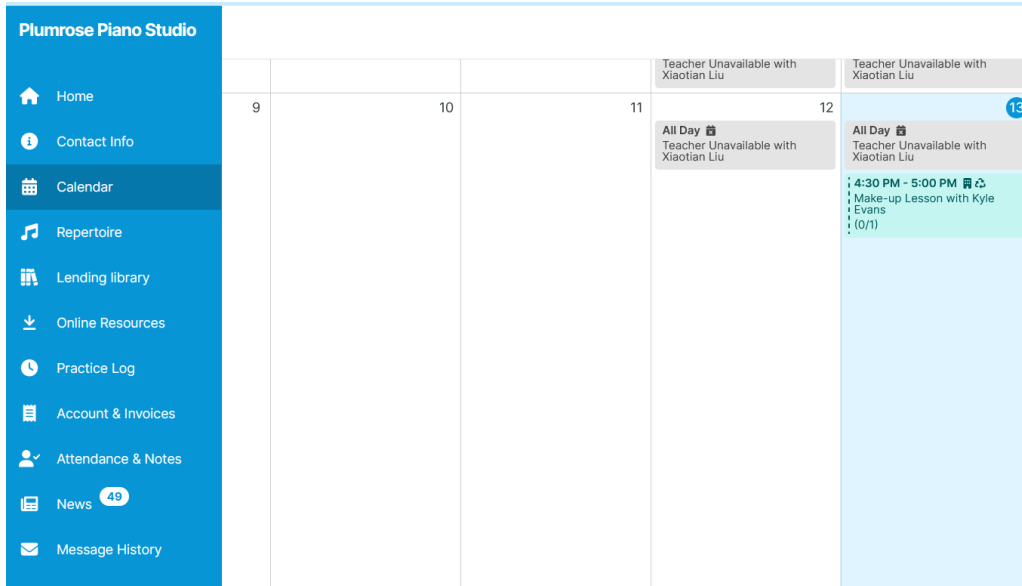 Plumrose Piano Studio
Home
Contact Info
Calendar
Repertoire
Lending library
Online Resources
Practice Log
Account & Invoices
Attendance & Notes
News 49
Message History
Teacher Unavailable with
Xiaotian Liu
Teacher Unavailable with
Xiaotian Liu
9
10
11
12
All Day
Teacher Unavailable with
Xiaotian Liu
13
All Day
Teacher Unavailable with
Xiaotian Liu
4:30 PM - 5:00 PM
Make-up Lesson with Kyle
Evans
(0/1)